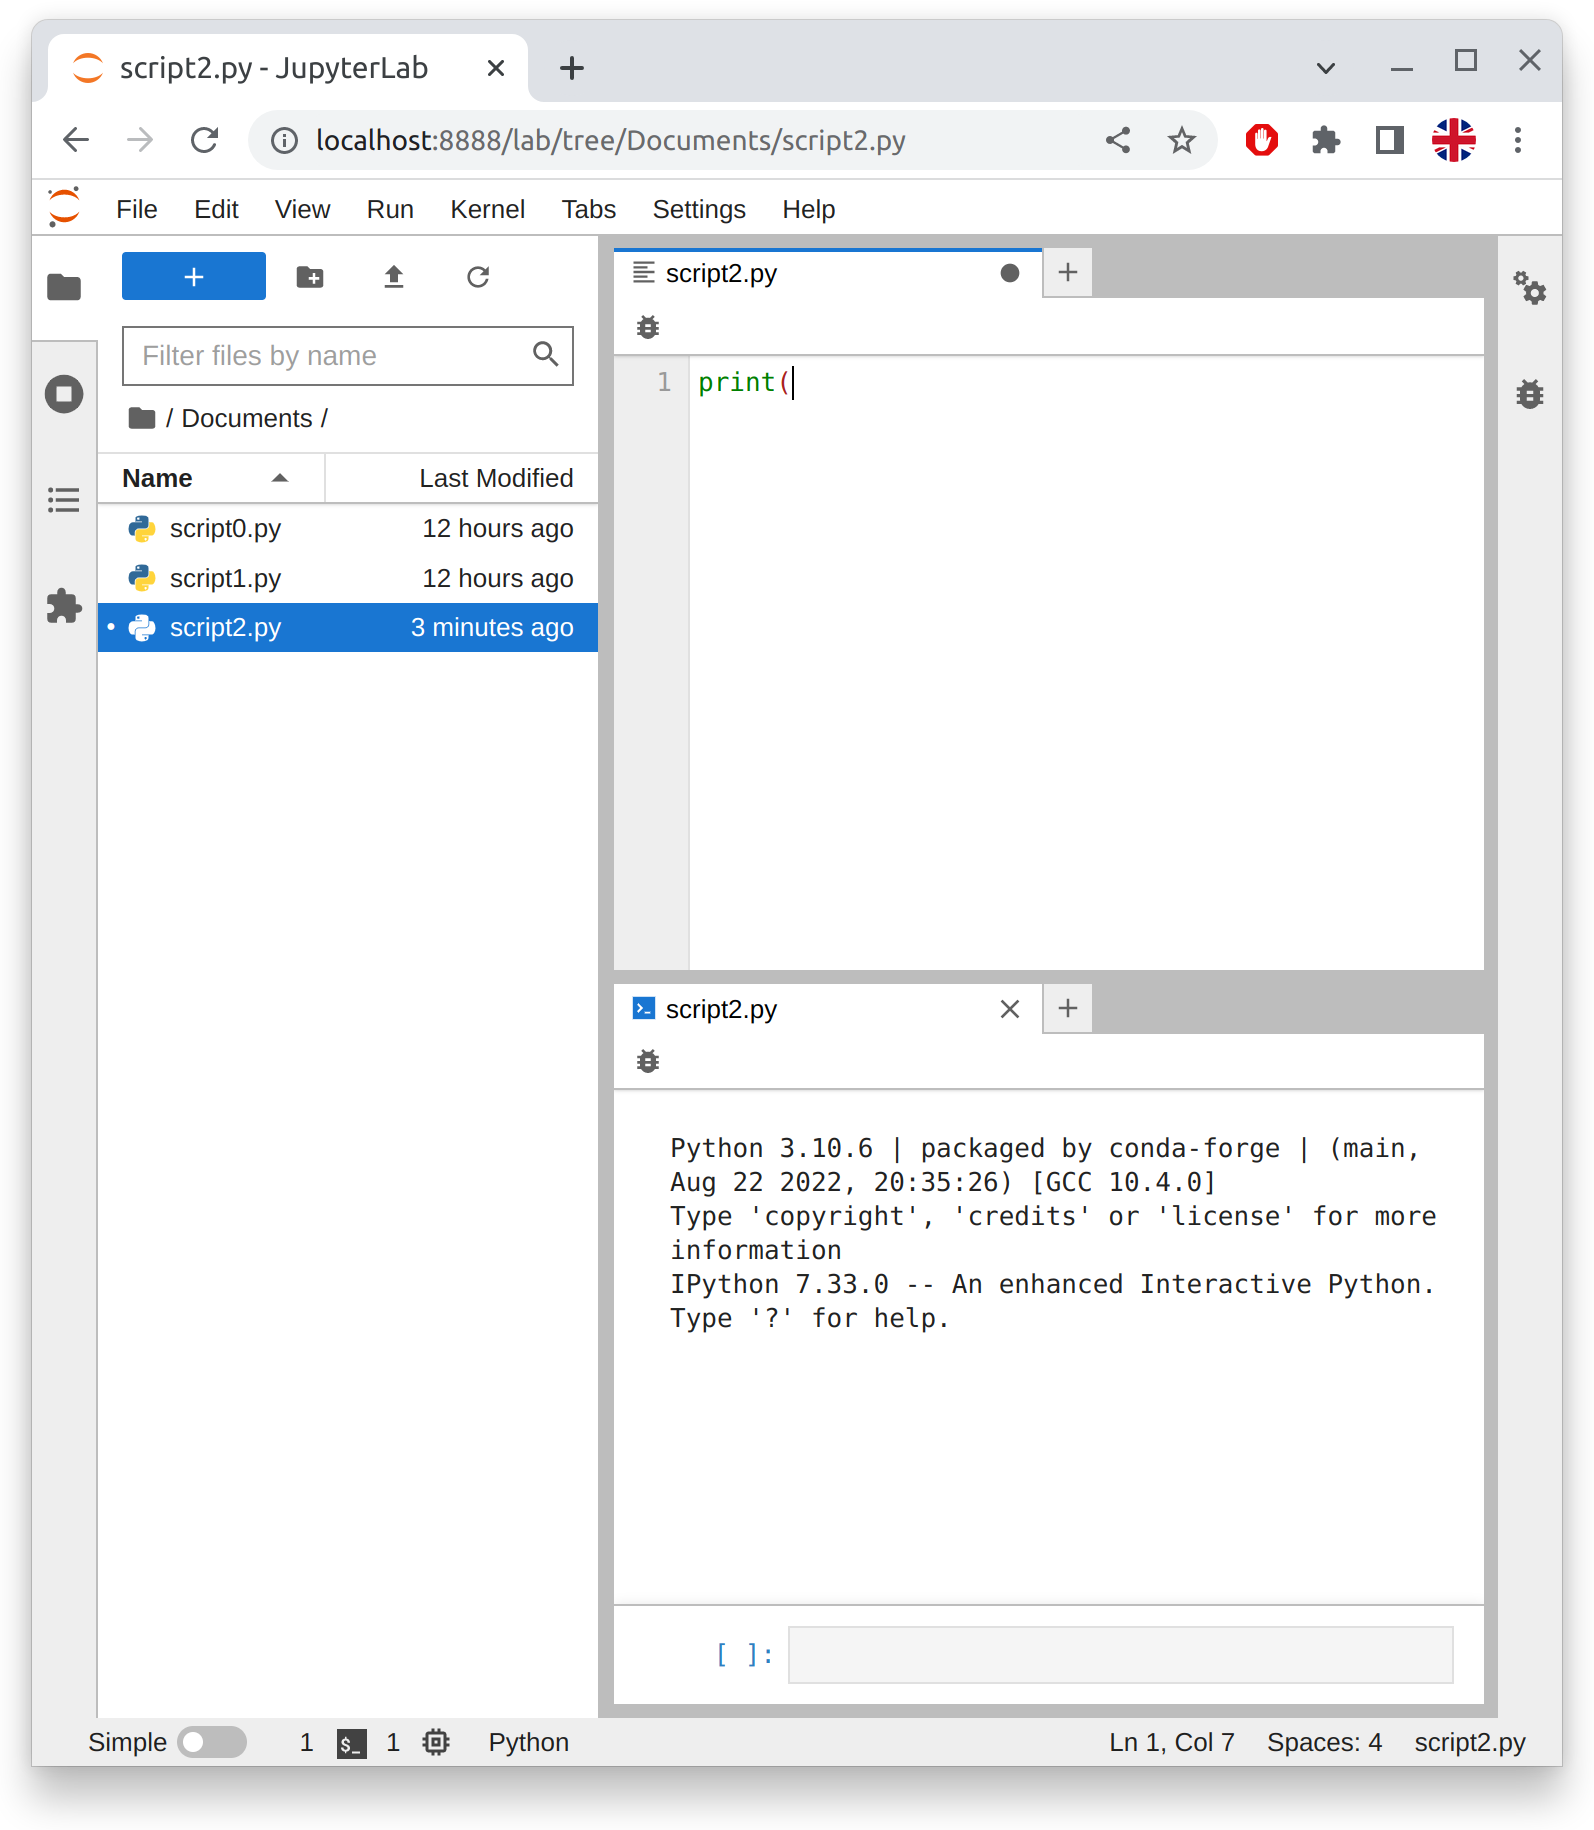 script2.py - JupyterLab
localhost:8888/lab/tree/Documents/script2.py
File Edit View Run Kernel Tabs Settings Help
Filter files by name
/ Documents /
Name Last Modified
script0.py 12 hours ago
script1.py 12 hours ago
script2.py 3 minutes ago
script2.py
1 print(
script2.py
Python 3.10.6 | packaged by conda-forge | (main,
Aug 22 2022, 20:35:26) [GCC 10.4.0]
Type 'copyright', 'credits' or 'license' for more
information
IPython 7.33.0 -- An enhanced Interactive Python.
Type '?' for help.
[ ]:
Simple 1 $_ 1 Python Ln 1, Col 7 Spaces: 4 script2.py